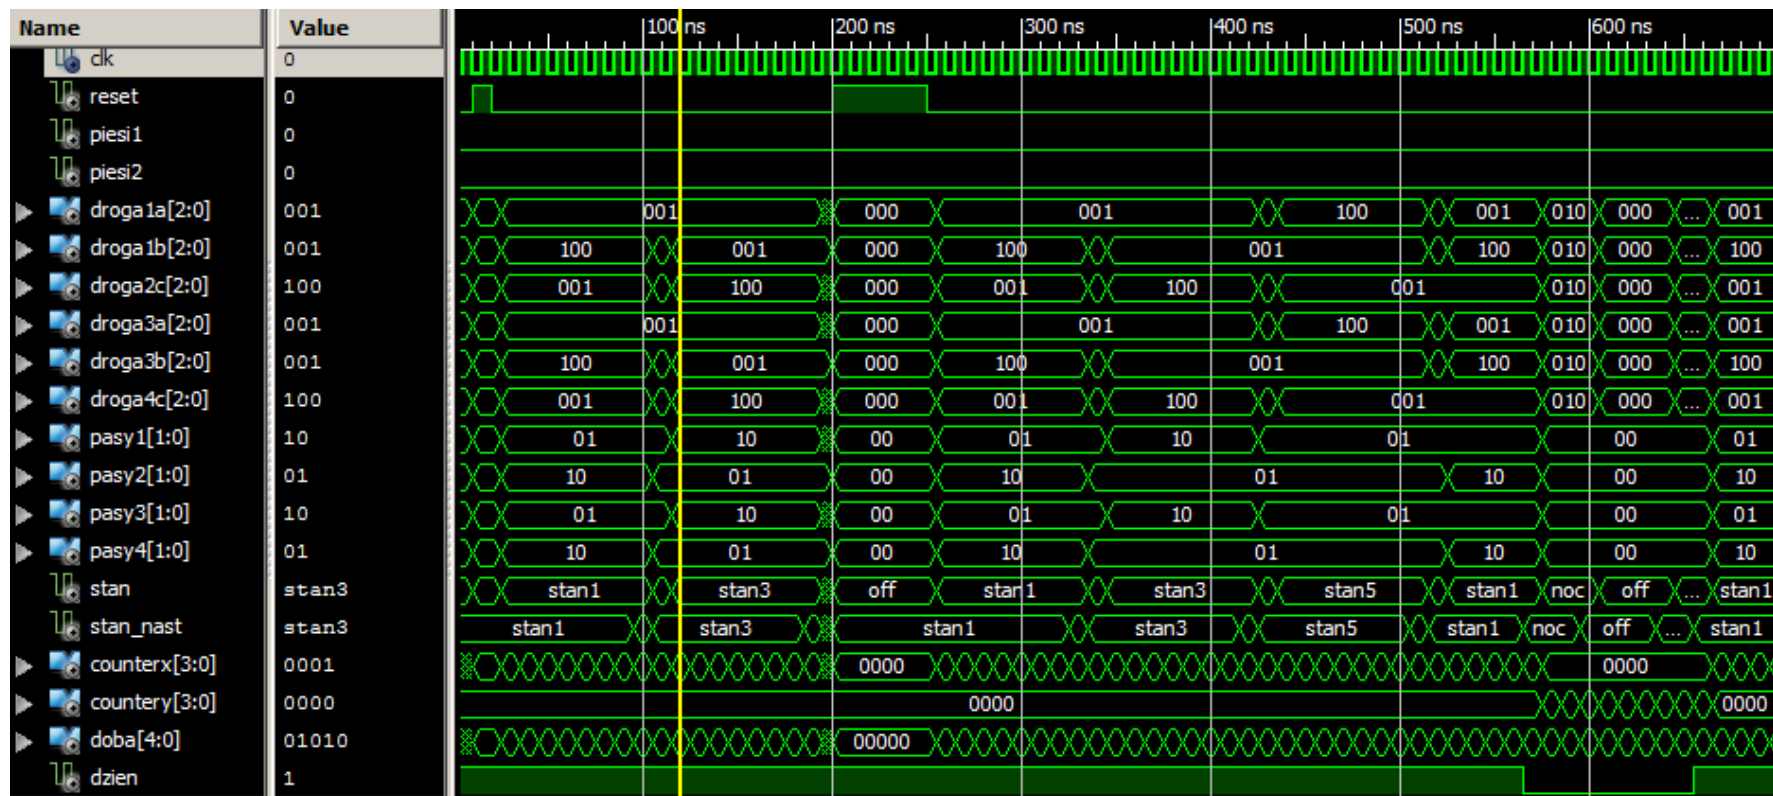 Name Value 100 ns 200 ns 300 ns 400 ns 500 ns 600 ns
clk 0
reset 0
piesi1 0
piesi2 0
droga1a[2:0] 001 001 000 001 100 001 010 000 ... 001
droga1b[2:0] 001 100 001 000 100 001 100 010 000 ... 100
droga2c[2:0] 100 001 100 000 001 100 001 010 000 ... 001
droga3a[2:0] 001 001 000 001 100 001 010 000 ... 001
droga3b[2:0] 001 100 001 000 100 001 100 010 000 ... 100
droga4c[2:0] 100 001 100 000 001 100 001 010 000 ... 001
pasy1[1:0] 10 01 10 00 01 10 01 00 01
pasy2[1:0] 01 10 01 00 10 01 10 00 10
pasy3[1:0] 10 01 10 00 01 10 01 00 01
pasy4[1:0] 01 10 01 00 10 01 10 00 10
stan stan3 stan1 stan3 off stan1 stan3 stan5 stan1 noc off ... stan1
stan_nast stan3 stan1 stan3 stan1 stan3 stan5 stan1 noc off ... stan1
counterx[3:0] 0001 0000 0000
countery[3:0] 0000 0000 0000
doba[4:0] 01010 00000
dzien 1